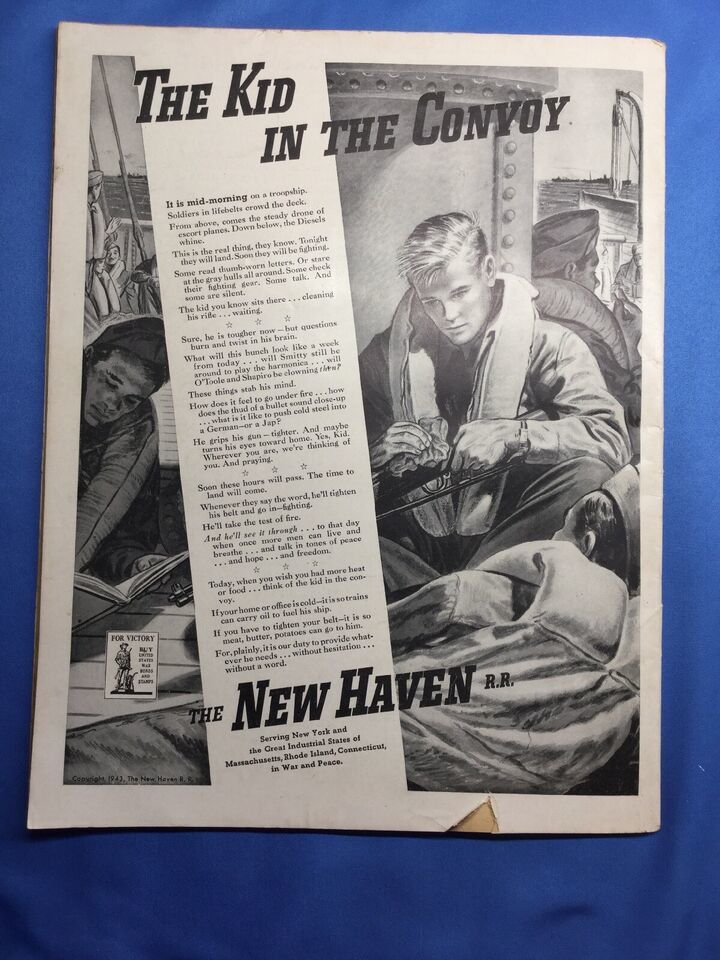 THE KID
IN THE CONVOY
It is mid-morning on a troopship.
Soldiers in lifebelts crowd the deck.
From above, comes the steady drone of
escort planes. Down below, the Diesels
whine.
This is the real thing, they know. Tonight
they will land. Soon they will be fighting.
Some read thumb-worn letters. Or stare
at the gray hulls all around. Some check
their fighting gear. Some talk. And
some are silent.
The kid you know sits there . . . cleaning
his rifle . . . waiting.
☆ ☆ ☆
Sure, he is tougher now—but questions
burn and twist in his brain.
What will this bunch look like a week
from today . . . will Smitty still be
around to play the harmonica . . . will
O'Toole and Shapiro be clowning then?
These things stab his mind.
How does it feel to go under fire . . . how
does the thud of a bullet sound close-up
. . . what is it like to push cold steel into
a German—or a Jap?
He grips his gun—tighter. And maybe
turns his eyes toward home. Yes, Kid.
Wherever you are, we're thinking of
you. And praying.
☆ ☆ ☆
Soon these hours will pass. The time to
land will come.
Whenever they say the word, he'll tighten
his belt and go in—fighting.
He'll take the test of fire.
And he'll see it through . . . to that day
when once more men can live and
breathe . . . and talk in tones of peace
. . . and hope . . . and freedom.
☆ ☆ ☆
Today, when you wish you had more heat
or food . . . think of the kid in the con-
voy.
If your home or office is cold—it is so trains
can carry oil to fuel his ship.
If you have to tighten your belt—it is so
meat, butter, potatoes can go to him.
For, plainly, it is our duty to provide what-
ever he needs . . . without hesitation . . .
without a word.
FOR VICTORY
BUY
UNITED
STATES
WAR
BONDS
AND
STAMPS
THE NEW HAVEN R.R.
Serving New York and
the Great Industrial States of
Massachusetts, Rhode Island, Connecticut,
in War and Peace.
Copyright, 1943, The New Haven R. R.